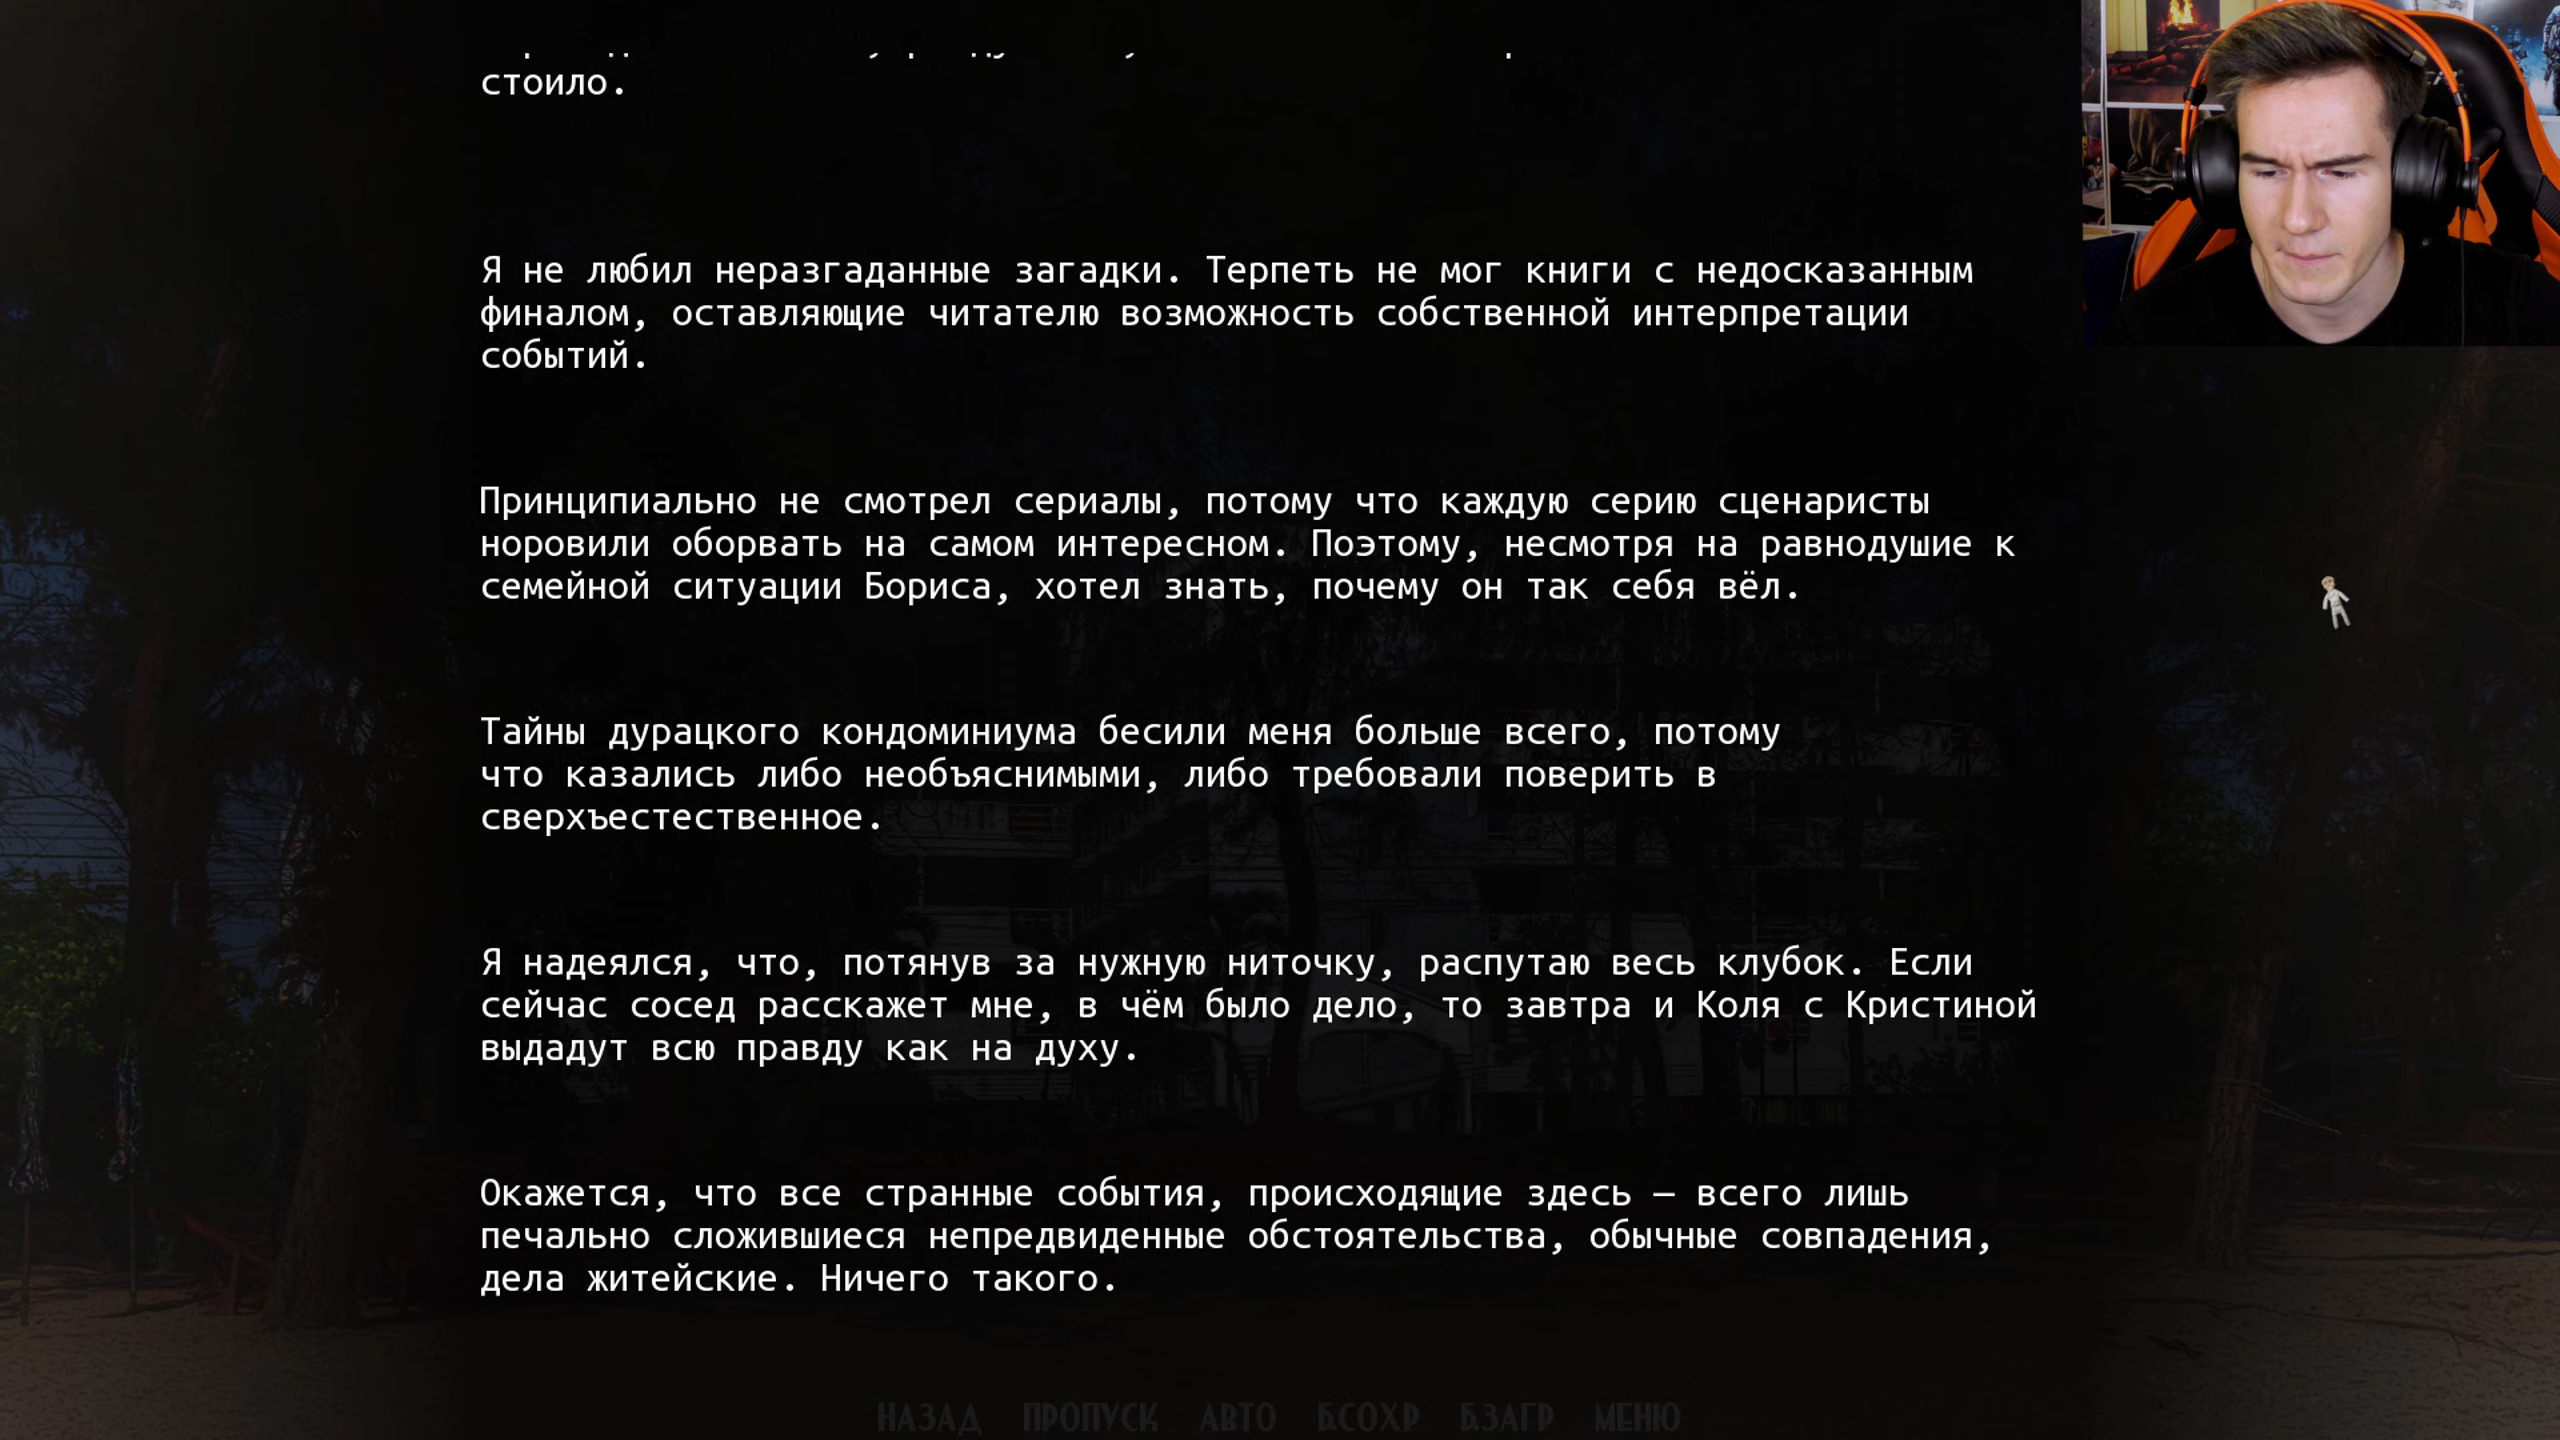 стоило.
Я не любил неразгаданные загадки. Терпеть не мог книги с недосказанным
финалом, оставляющие читателю возможность собственной интерпретации
событий.
Принципиально не смотрел сериалы, потому что каждую серию сценаристы
норовили оборвать на самом интересном. Поэтому, несмотря на равнодушие к
семейной ситуации Бориса, хотел знать, почему он так себя вёл.
Тайны дурацкого кондоминиума бесили меня больше всего, потому
что казались либо необъяснимыми, либо требовали поверить в
сверхъестественное.
Я надеялся, что, потянув за нужную ниточку, распутаю весь клубок. Если
сейчас сосед расскажет мне, в чём было дело, то завтра и Коля с Кристиной
выдадут всю правду как на духу.
Окажется, что все странные события, происходящие здесь — всего лишь
печально сложившиеся непредвиденные обстоятельства, обычные совпадения,
дела житейские. Ничего такого.
НАЗАД ПРОПУСК АВТО Б.СОХР Б.ЗАГР МЕНЮ